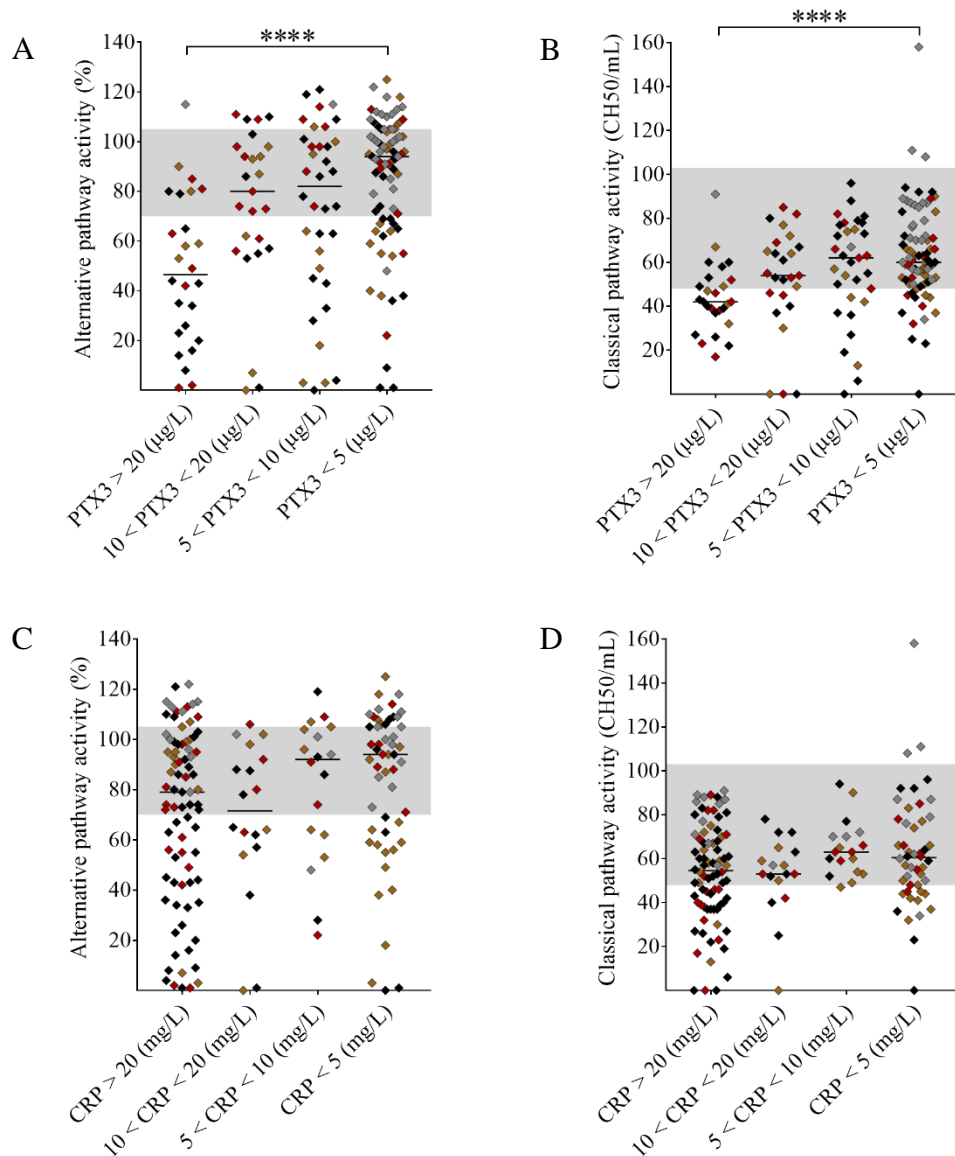 A
Alternative pathway activity (%)
140
120
100
80
60
40
20
****
PTX3 > 20 (µg/L)
10 < PTX3 < 20 (µg/L)
5 < PTX3 < 10 (µg/L)
PTX3 < 5 (µg/L)
B
Classical pathway activity (CH50/mL)
160
140
120
100
80
60
40
20
****
PTX3 > 20 (µg/L)
10 < PTX3 < 20 (µg/L)
5 < PTX3 < 10 (µg/L)
PTX3 < 5 (µg/L)
C
Alternative pathway activity (%)
140
120
100
80
60
40
20
CRP > 20 (mg/L)
10 < CRP < 20 (mg/L)
5 < CRP < 10 (mg/L)
CRP < 5 (mg/L)
D
Classical pathway activity (CH50/mL)
160
140
120
100
80
60
40
20
CRP > 20 (mg/L)
10 < CRP < 20 (mg/L)
5 < CRP < 10 (mg/L)
CRP < 5 (mg/L)